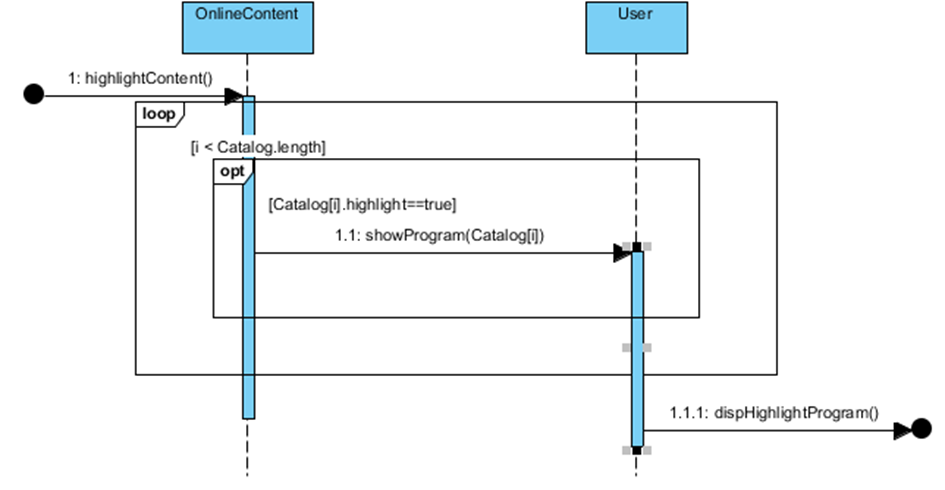 OnlineContent
User
1: highlightContent()
loop
[i < Catalog.length]
opt
[Catalog[i].highlight==true]
1.1: showProgram(Catalog[i])
1.1.1: dispHighlightProgram()